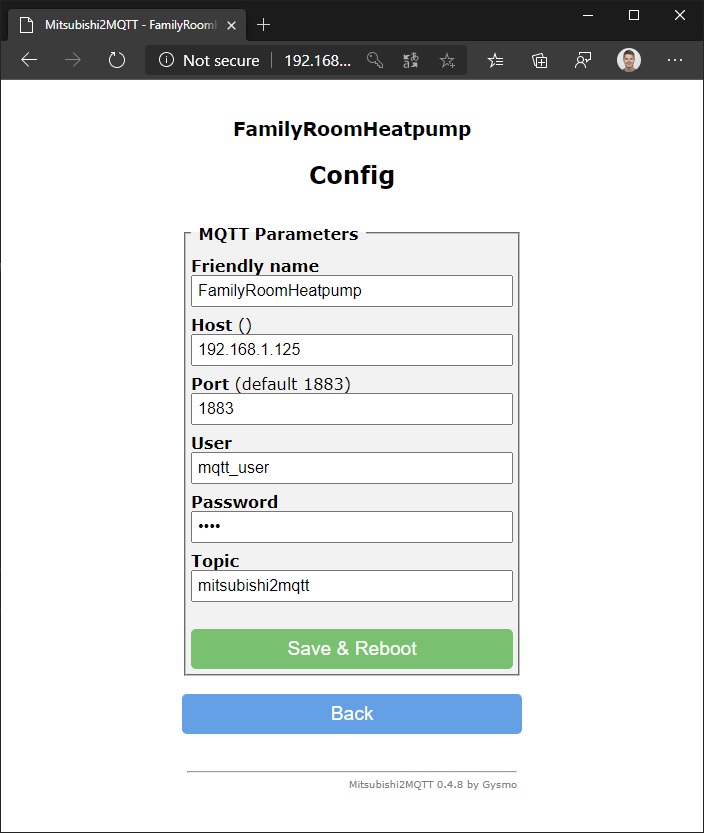 Mitsubishi2MQTT - FamilyRoom
Not secure 192.168...
FamilyRoomHeatpump
Config
MQTT Parameters
Friendly name
FamilyRoomHeatpump
Host ()
192.168.1.125
Port (default 1883)
1883
User
mqtt_user
Password
••••
Topic
mitsubishi2mqtt
Save & Reboot
Back
Mitsubishi2MQTT 0.4.8 by Gysmo